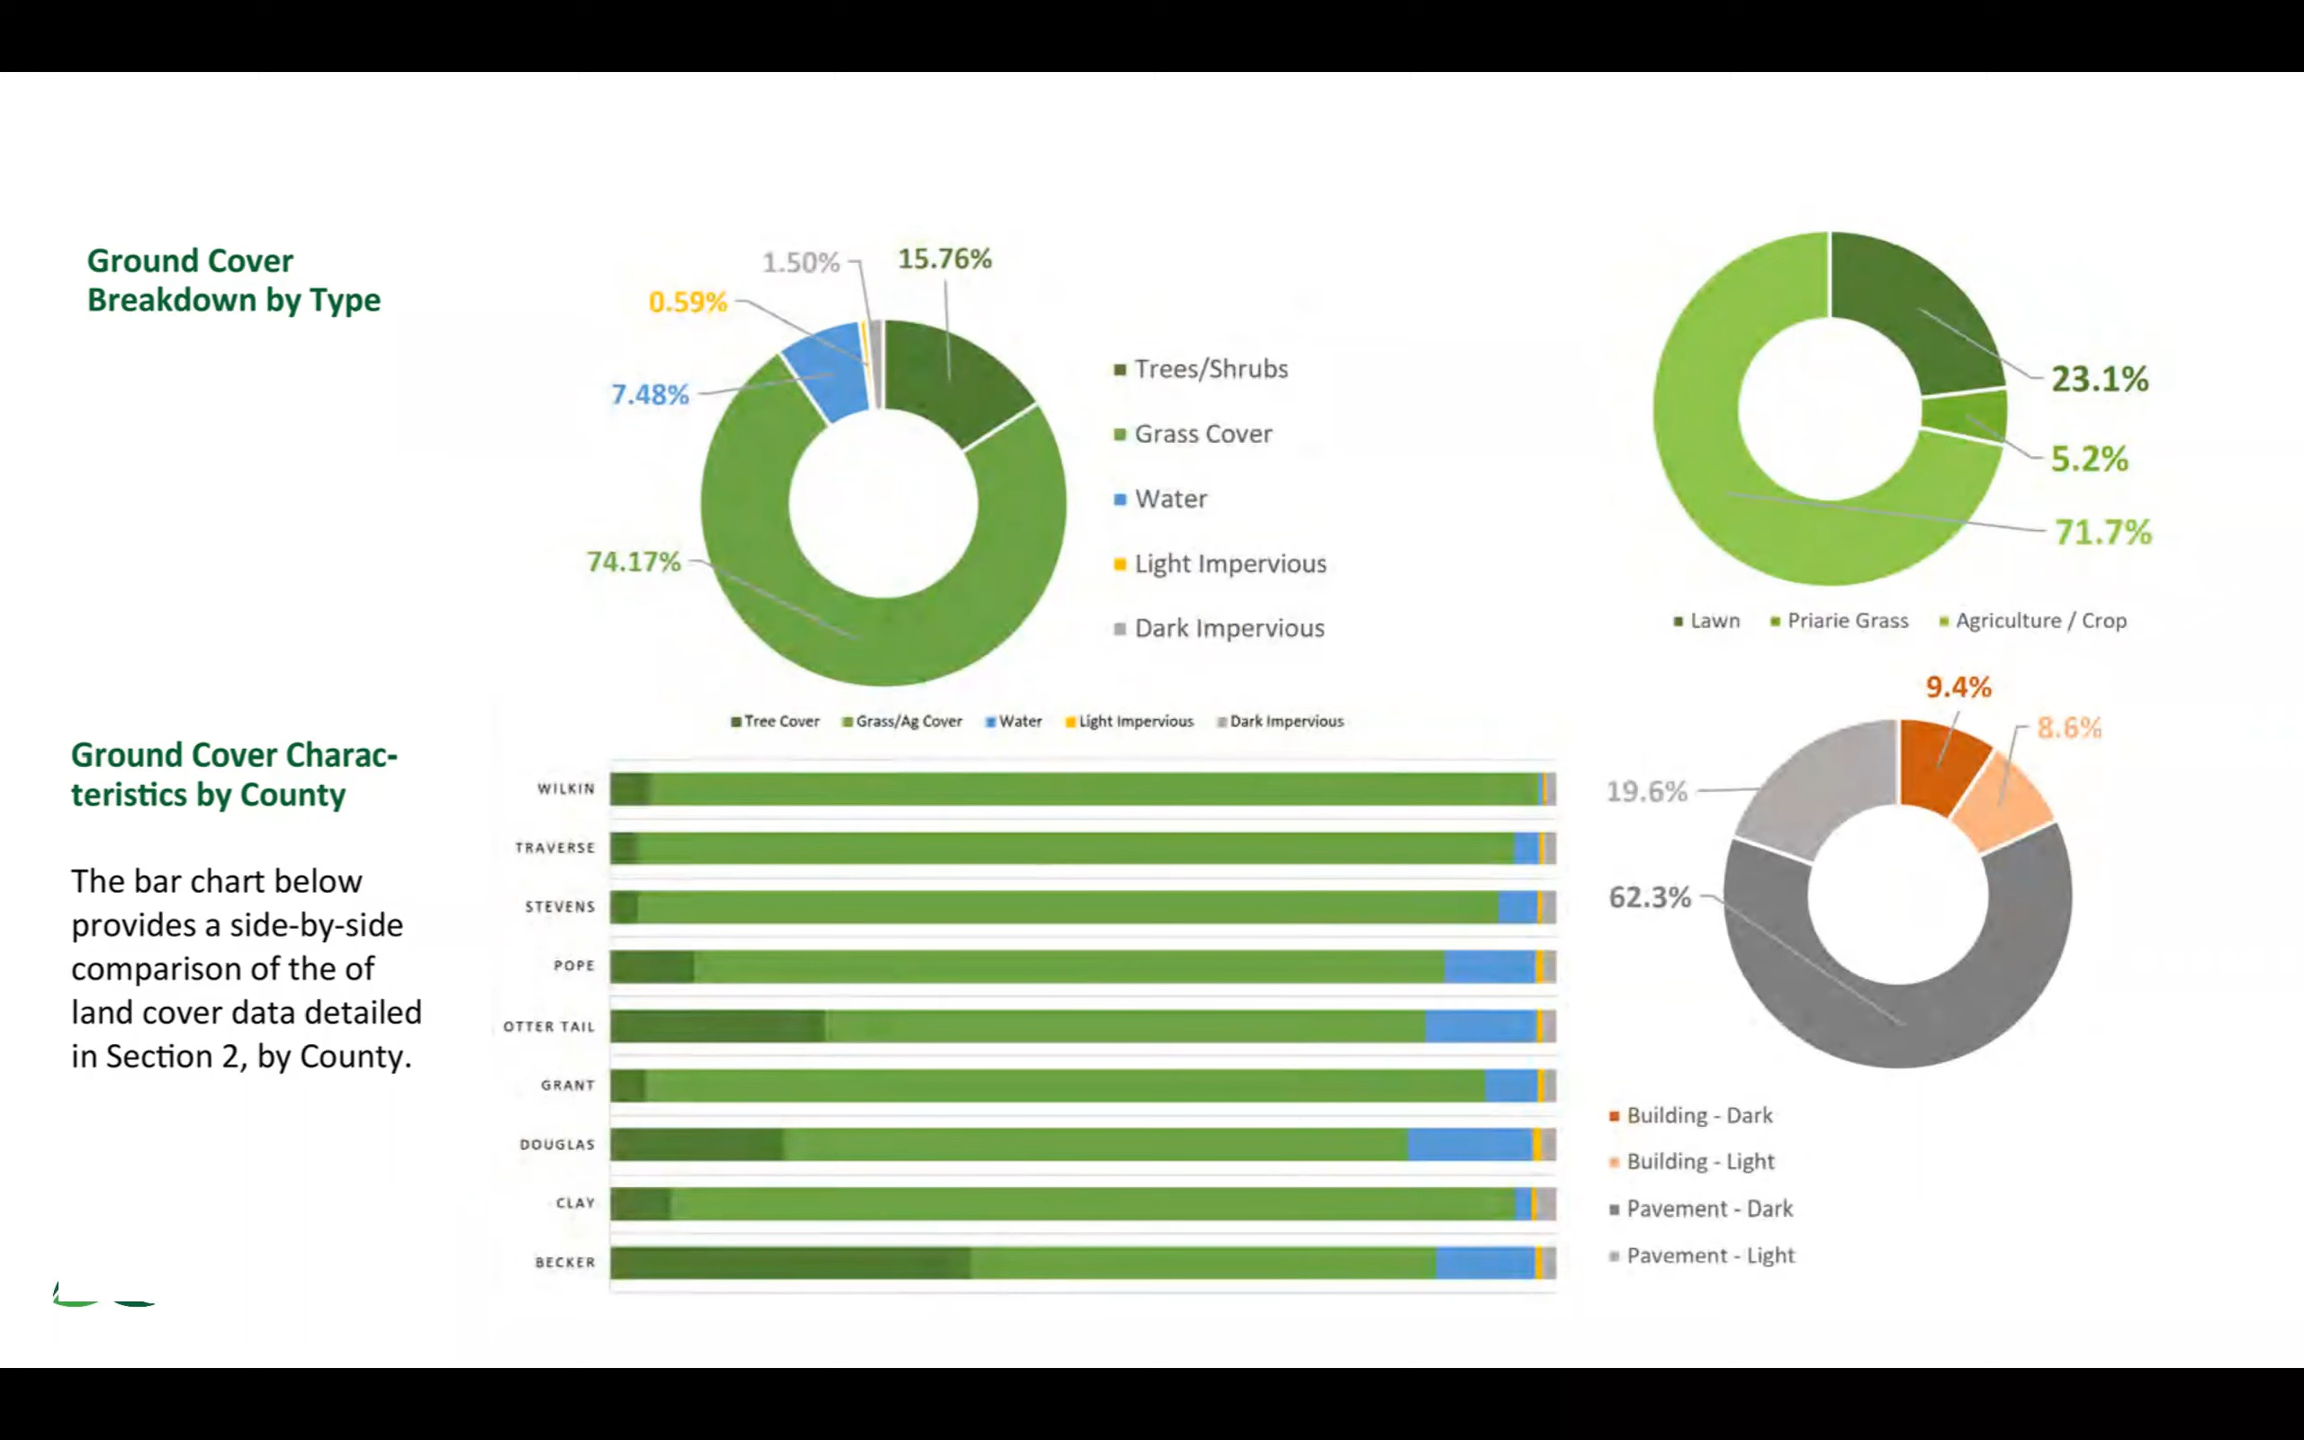 Ground Cover
Breakdown by Type
1.50%
15.76%
0.59%
7.48%
74.17%
Trees/Shrubs
Grass Cover
Water
Light Impervious
Dark Impervious
23.1%
5.2%
71.7%
Lawn Priarie Grass Agriculture / Crop
Ground Cover Charac-
teristics by County
The bar chart below
provides a side-by-side
comparison of the of
land cover data detailed
in Section 2, by County.
Tree Cover Grass/Ag Cover Water Light Impervious Dark Impervious
WILKIN
TRAVERSE
STEVENS
POPE
OTTER TAIL
GRANT
DOUGLAS
CLAY
BECKER
9.4%
8.6%
19.6%
62.3%
Building - Dark
Building - Light
Pavement - Dark
Pavement - Light